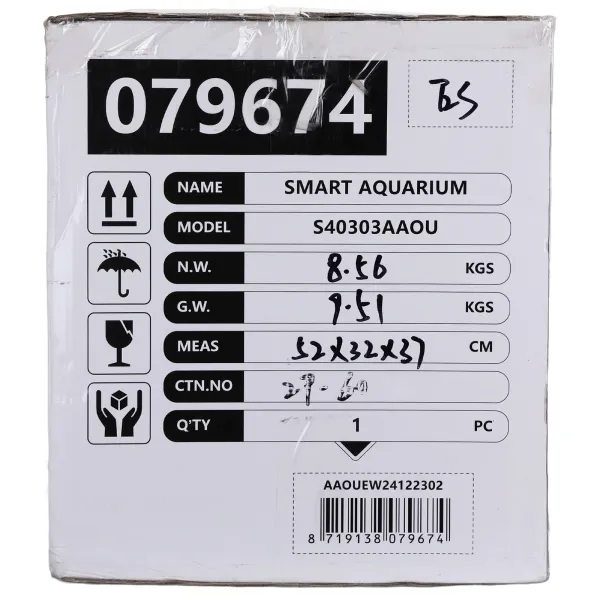 079674
NAME SMART AQUARIUM
MODEL S40303AAOU
N.W. 8.56 KGS
G.W. 9.51 KGS
MEAS 52X32X37 CM
CTN.NO
Q'TY 1 PC
AAOUEW24122302
8 719138 079674